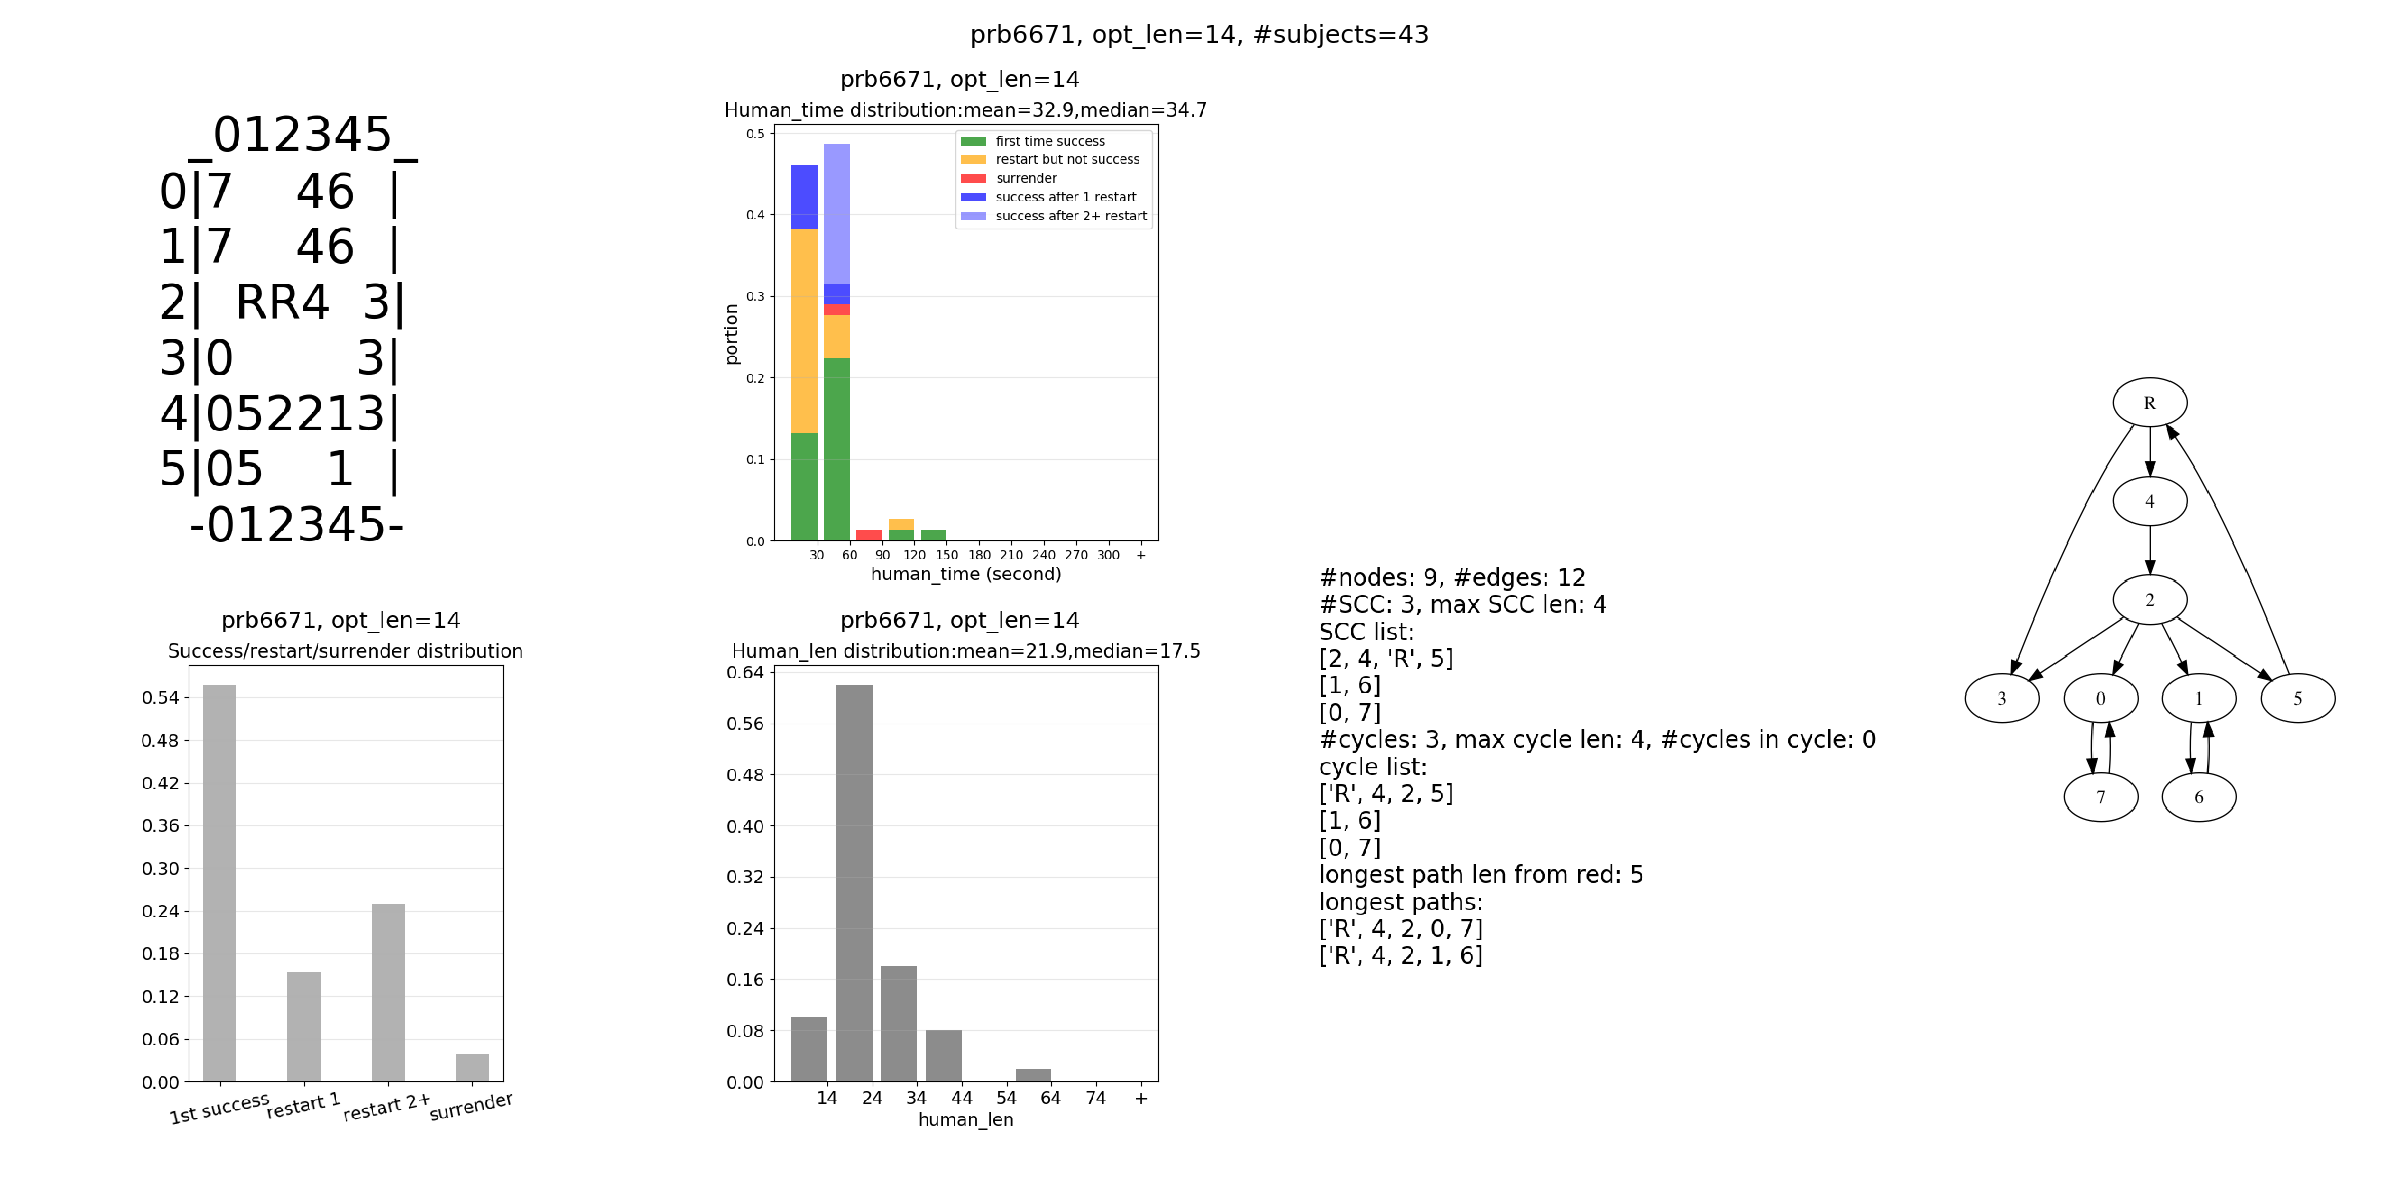 prb6671, opt_len=14, #subjects=43
_012345_
0|7    46  |
1|7    46  |
2|  RR4  3|
3|0        3|
4|052213|
5|05    1  |
-012345-
prb6671, opt_len=14
Human_time distribution:mean=32.9,median=34.7
first time success
restart but not success
surrender
success after 1 restart
success after 2+ restart
portion
0.5
0.4
0.3
0.2
0.1
0.0
30 60 90 120 150 180 210 240 270 300 +
human_time (second)
prb6671, opt_len=14
Success/restart/surrender distribution
0.54
0.48
0.42
0.36
0.30
0.24
0.18
0.12
0.06
0.00
1st success restart 1 restart 2+ surrender
prb6671, opt_len=14
Human_len distribution:mean=21.9,median=17.5
0.64
0.56
0.48
0.40
0.32
0.24
0.16
0.08
0.00
14 24 34 44 54 64 74 +
human_len
#nodes: 9, #edges: 12
#SCC: 3, max SCC len: 4
SCC list:
[2, 4, 'R', 5]
[1, 6]
[0, 7]
#cycles: 3, max cycle len: 4, #cycles in cycle: 0
cycle list:
['R', 4, 2, 5]
[1, 6]
[0, 7]
longest path len from red: 5
longest paths:
['R', 4, 2, 0, 7]
['R', 4, 2, 1, 6]
R
4
2
3 0 1 5
7 6